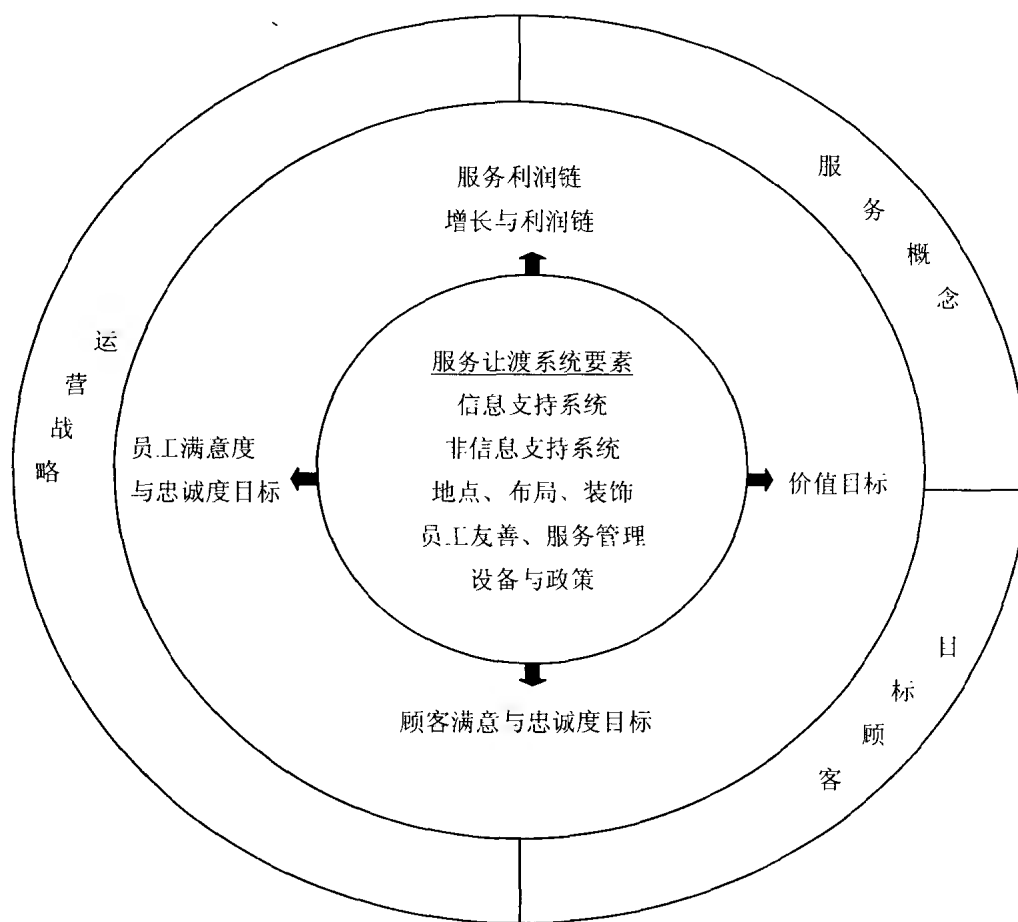 服务概念
服务利润链
增长与利润链
运营战略
服务让渡系统要素
信息支持系统
非信息支持系统
地点、布局、装饰
员工友善、服务管理
设备与政策
员工满意度
与忠诚度目标
价值目标
顾客满意与忠诚度目标
目标顾客